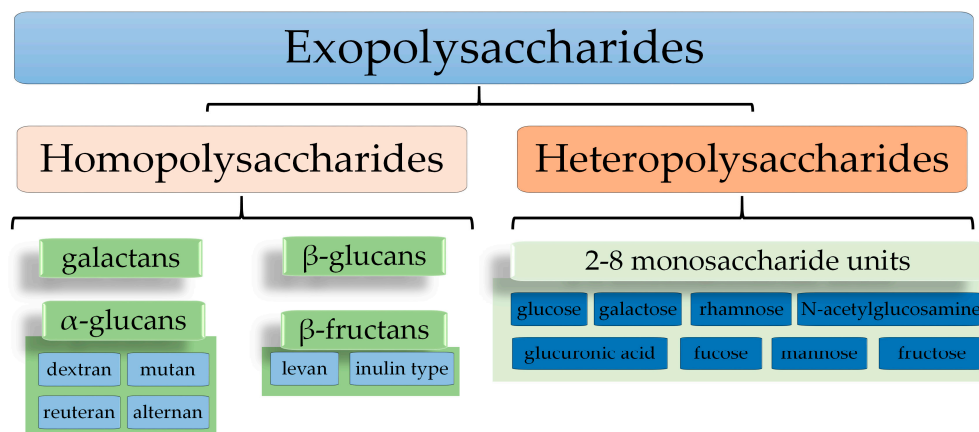 Exopolysaccharides
Homopolysaccharides
Heteropolysaccharides
galactans
β-glucans
2-8 monosaccharide units
α-glucans
β-fructans
glucose galactose rhamnose N-acetylglucosamine
dextran mutan
levan inulin type
glucuronic acid fucose mannose fructose
reuteran alternan